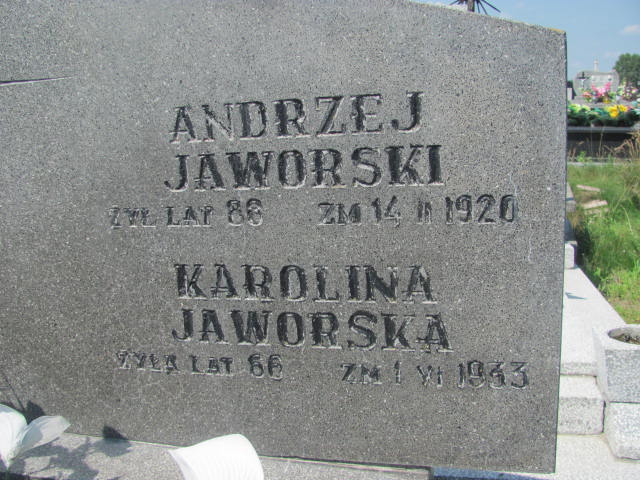 ANDRZEJ
JAWORSKI
ŻYŁ LAT 86 ZM 14 II 1920
KAROLINA
JAWORSKA
ŻYŁA LAT 66 ZM 1 VI 1933